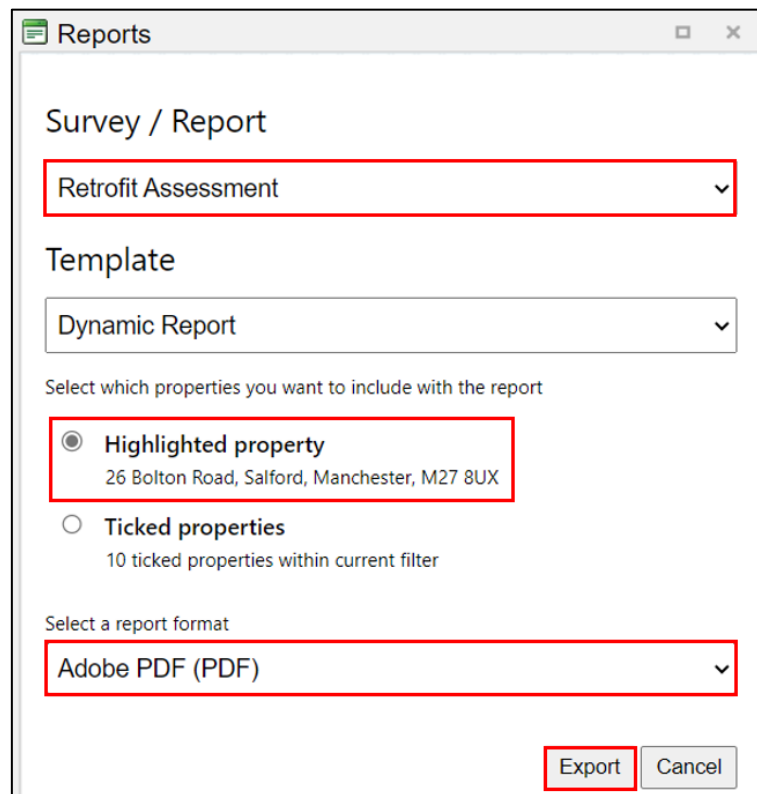 Reports
Survey / Report
Retrofit Assessment
Template
Dynamic Report
Select which properties you want to include with the report
Highlighted property
26 Bolton Road, Salford, Manchester, M27 8UX
Ticked properties
10 ticked properties within current filter
Select a report format
Adobe PDF (PDF)
Export Cancel